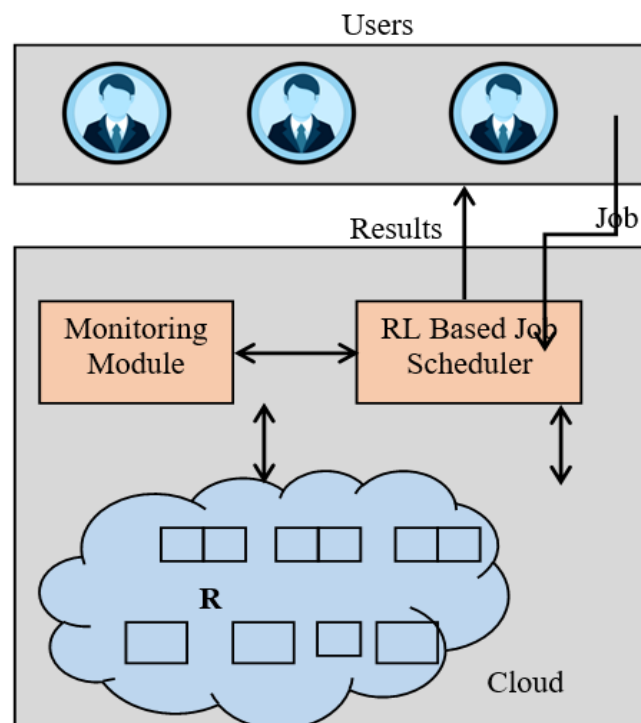 Users
Results
Job
Monitoring
Module
RL Based Job
Scheduler
R
Cloud